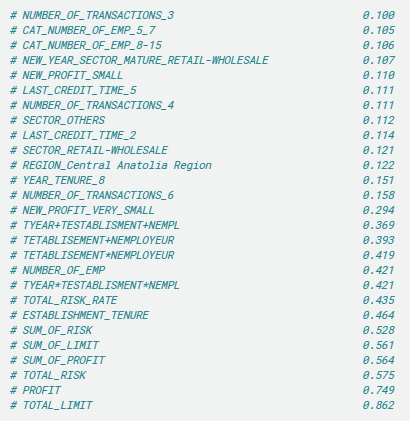 # NUMBER_OF_TRANSACTIONS_3 0.100
# CAT_NUMBER_OF_EMP_5_7 0.105
# CAT_NUMBER_OF_EMP_8-15 0.106
# NEW_YEAR_SECTOR_MATURE_RETAIL-WHOLESALE 0.107
# NEW_PROFIT_SMALL 0.110
# LAST_CREDIT_TIME_5 0.111
# NUMBER_OF_TRANSACTIONS_4 0.111
# SECTOR_OTHERS 0.112
# LAST_CREDIT_TIME_2 0.114
# SECTOR_RETAIL-WHOLESALE 0.121
# REGION_Central Anatolia Region 0.122
# YEAR_TENURE_8 0.151
# NUMBER_OF_TRANSACTIONS_6 0.158
# NEW_PROFIT_VERY_SMALL 0.294
# TYEAR+TESTABLISMENT+NEMPL 0.369
# TETABLISEMENT+NEMPLOYEUR 0.393
# TETABLISEMENT*NEMPLOYEUR 0.419
# NUMBER_OF_EMP 0.421
# TYEAR*TESTABLISMENT*NEMPL 0.421
# TOTAL_RISK_RATE 0.435
# ESTABLISHMENT_TENURE 0.464
# SUM_OF_RISK 0.528
# SUM_OF_LIMIT 0.561
# SUM_OF_PROFIT 0.564
# TOTAL_RISK 0.575
# PROFIT 0.749
# TOTAL_LIMIT 0.862